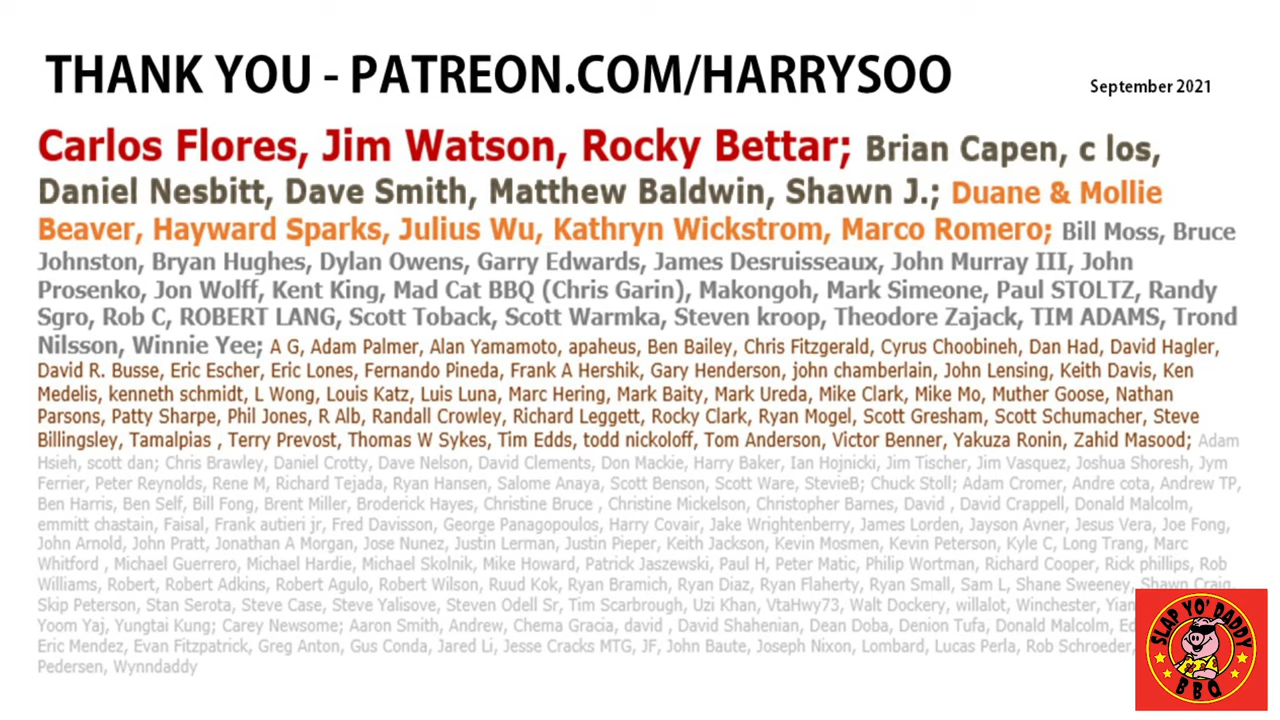 THANK YOU - PATREON.COM/HARRYSOO
September 2021
Carlos Flores, Jim Watson, Rocky Bettar; Brian Capen, c los,
Daniel Nesbitt, Dave Smith, Matthew Baldwin, Shawn J.; Duane & Mollie
Beaver, Hayward Sparks, Julius Wu, Kathryn Wickstrom, Marco Romero; Bill Moss, Bruce
Johnston, Bryan Hughes, Dylan Owens, Garry Edwards, James Desruisseaux, John Murray III, John
Prosenko, Jon Wolff, Kent King, Mad Cat BBQ (Chris Garin), Makongoh, Mark Simeone, Paul STOLTZ, Randy
Sgro, Rob C, ROBERT LANG, Scott Toback, Scott Warmka, Steven kroop, Theodore Zajack, TIM ADAMS, Trond
Nilsson, Winnie Yee; A G, Adam Palmer, Alan Yamamoto, apaheus, Ben Bailey, Chris Fitzgerald, Cyrus Choobineh, Dan Had, David Hagler,
David R. Busse, Eric Escher, Eric Lones, Fernando Pineda, Frank A Hershik, Gary Henderson, john chamberlain, John Lensing, Keith Davis, Ken
Medelis, kenneth schmidt, L Wong, Louis Katz, Luis Luna, Marc Hering, Mark Baity, Mark Ureda, Mike Clark, Mike Mo, Muther Goose, Nathan
Parsons, Patty Sharpe, Phil Jones, R Alb, Randall Crowley, Richard Leggett, Rocky Clark, Ryan Mogel, Scott Gresham, Scott Schumacher, Steve
Billingsley, Tamalpias , Terry Prevost, Thomas W Sykes, Tim Edds, todd nickoloff, Tom Anderson, Victor Benner, Yakuza Ronin, Zahid Masood; Adam
Hsieh, scott dan; Chris Brawley, Daniel Crotty, Dave Nelson, David Clements, Don Mackie, Harry Baker, Ian Hojnicki, Jim Tischer, Jim Vasquez, Joshua Shoresh, Jym
Ferrier, Peter Reynolds, Rene M, Richard Tejada, Ryan Hansen, Salome Anaya, Scott Benson, Scott Ware, StevieB; Chuck Stoll; Adam Cromer, Andre cota, Andrew TP,
Ben Harris, Ben Self, Bill Fong, Brent Miller, Broderick Hayes, Christine Bruce , Christine Mickelson, Christopher Barnes, David , David Crappell, Donald Malcolm,
emmitt chastain, Faisal, Frank autieri jr, Fred Davisson, George Panagopoulos, Harry Covair, Jake Wrightenberry, James Lorden, Jayson Avner, Jesus Vera, Joe Fong,
John Arnold, John Pratt, Jonathan A Morgan, Jose Nunez, Justin Lerman, Justin Pieper, Keith Jackson, Kevin Mosmen, Kevin Peterson, Kyle C, Long Trang, Marc
Whitford , Michael Guerrero, Michael Hardie, Michael Skolnik, Mike Howard, Patrick Jaszewski, Paul H, Peter Matic, Philip Wortman, Richard Cooper, Rick phillips, Rob
Williams, Robert, Robert Adkins, Robert Agulo, Robert Wilson, Ruud Kok, Ryan Bramich, Ryan Diaz, Ryan Flaherty, Ryan Small, Sam L, Shane Sweeney, Shawn Craig,
Skip Peterson, Stan Serota, Steve Case, Steve Yalisove, Steven Odell Sr, Tim Scarbrough, Uzi Khan, VtaHwy73, Walt Dockery, willalot, Winchester,
Yoom Yaj, Yungtai Kung; Carey Newsome; Aaron Smith, Andrew, Chema Gracia, david , David Shahenian, Dean Doba, Denion Tufa, Donald Malcolm,
Eric Mendez, Evan Fitzpatrick, Greg Anton, Gus Conda, Jared Li, Jesse Cracks MTG, JF, John Baute, Joseph Nixon, Lombard, Lucas Perla, Rob Schroeder,
Pedersen, Wynndaddy
SLAP YO' DADDY
BBQ